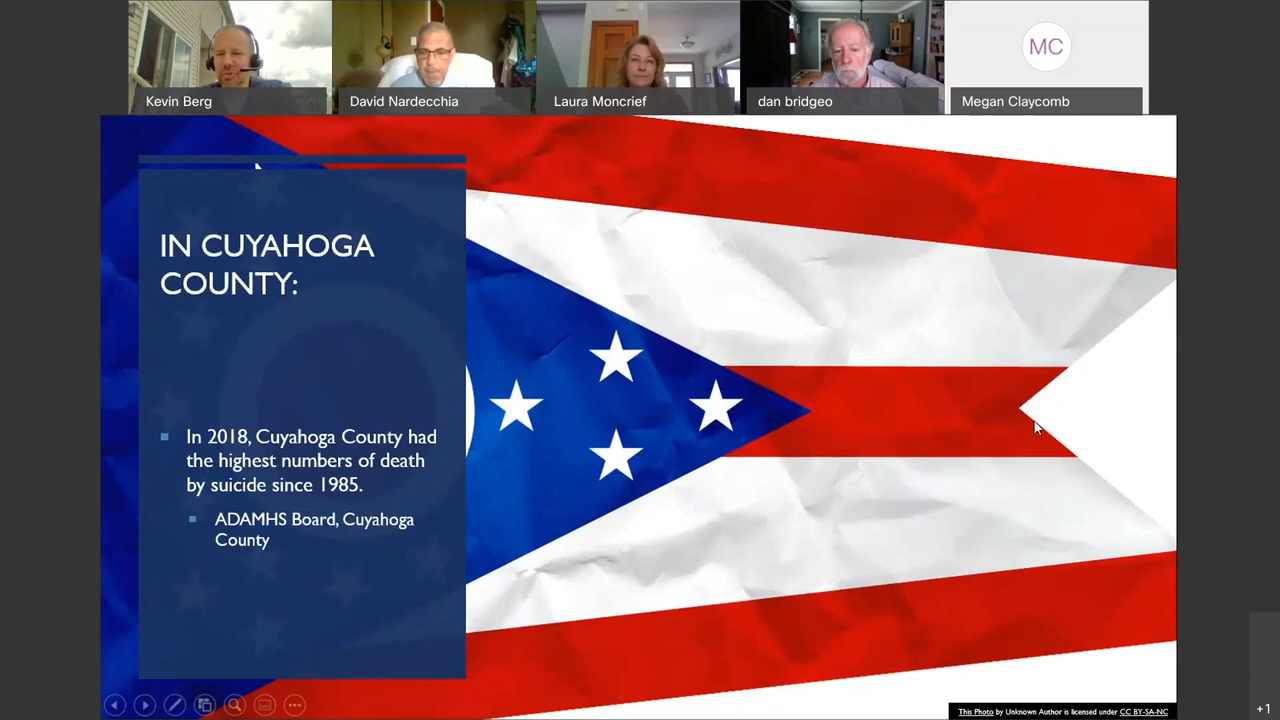 Kevin Berg
David Nardecchia
Laura Moncrief
dan bridgeo
MC
Megan Claycomb
IN CUYAHOGA
COUNTY:
In 2018, Cuyahoga County had
the highest numbers of death
by suicide since 1985.
ADAMHS Board, Cuyahoga
County
This Photo by Unknown Author is licensed under CC BY-SA-NC
+1